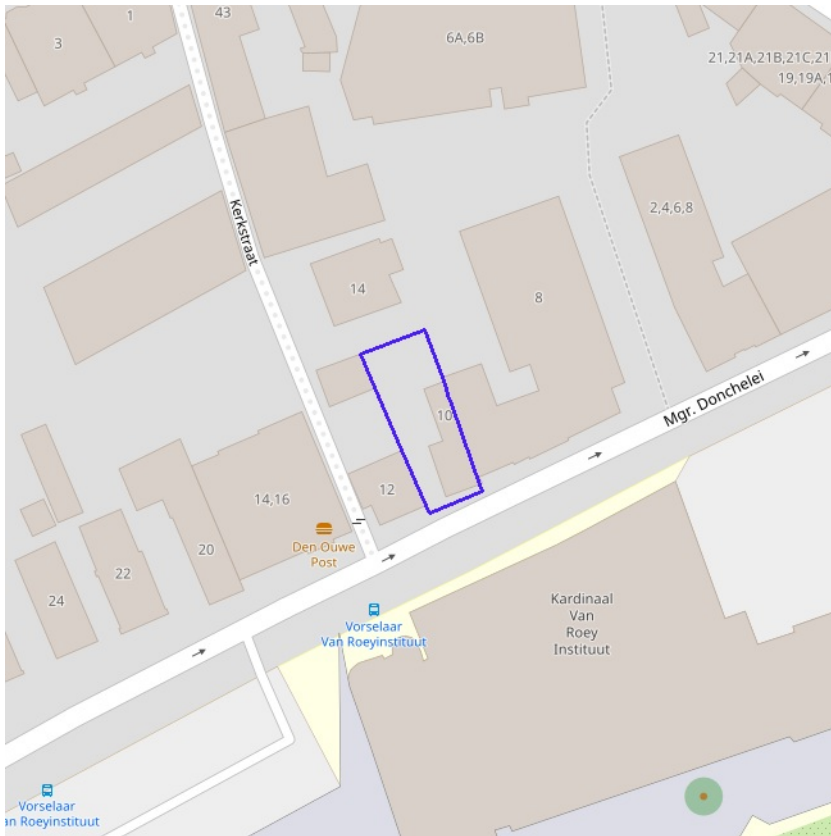 1
43
3
6A,6B
21,21A,21B,21C,21
19,19A,1
2,4,6,8
Kerkstraat
14
8
10
Mgr. Donchelei
12
14,16
Den Ouwe
Post
20
22
24
Kardinaal
Van
Roey
Instituut
Vorselaar
Van Roeyinstituut
Vorselaar
an Roeyinstituut